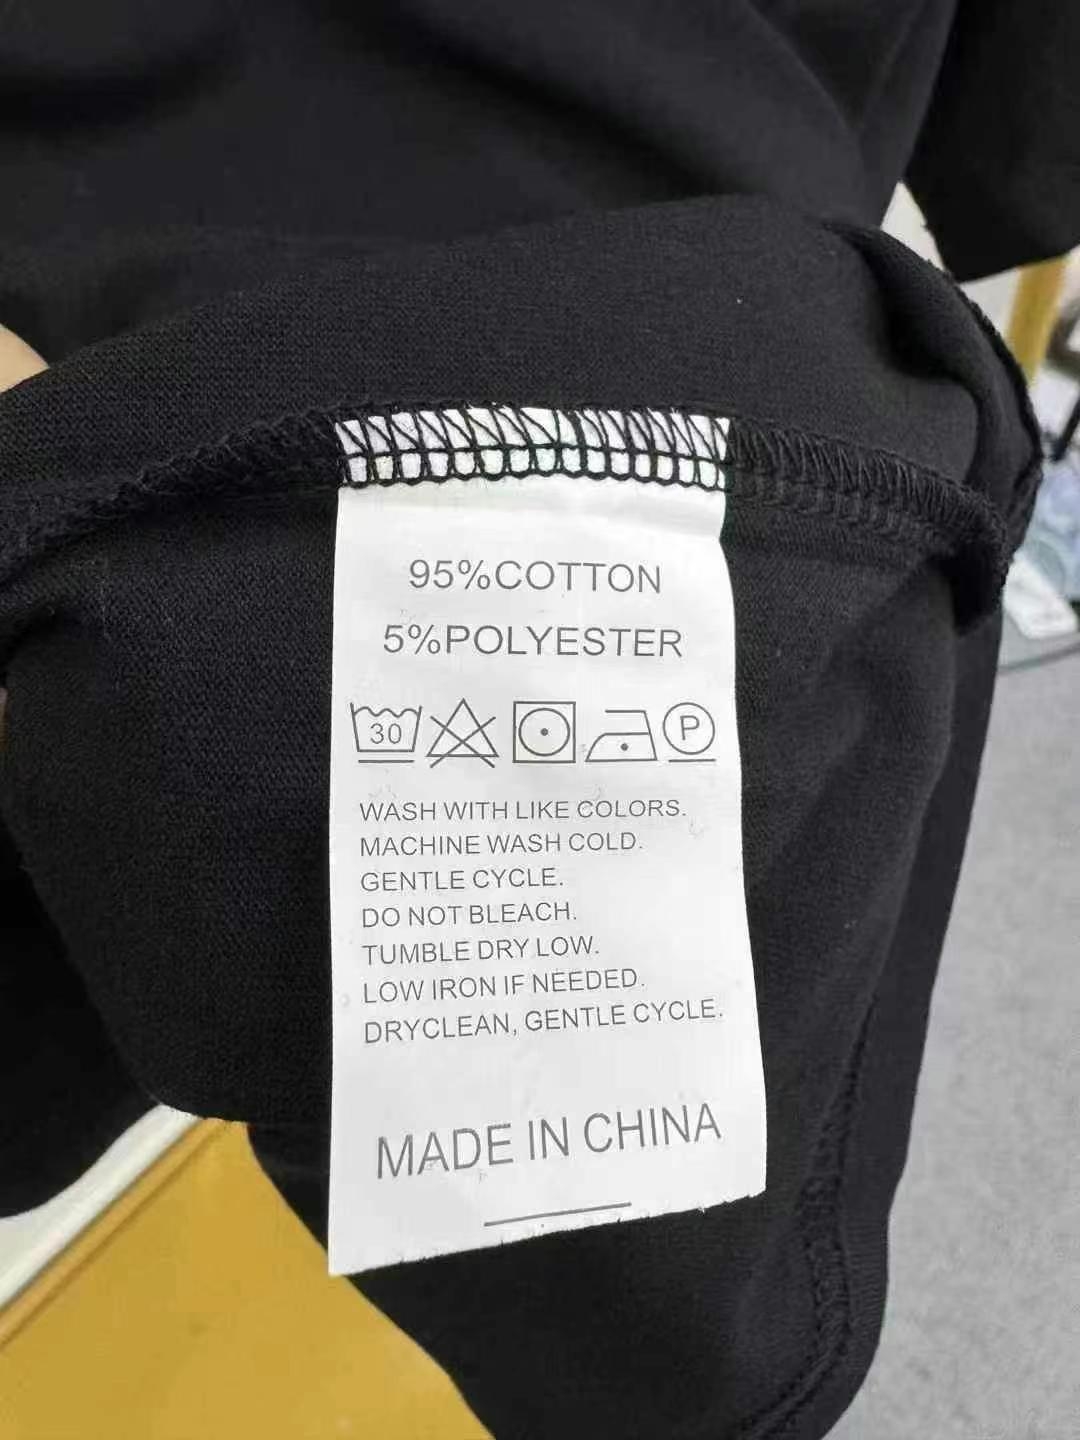 95%COTTON
5%POLYESTER
30 P
WASH WITH LIKE COLORS.
MACHINE WASH COLD.
GENTLE CYCLE.
DO NOT BLEACH.
TUMBLE DRY LOW.
LOW IRON IF NEEDED.
DRYCLEAN, GENTLE CYCLE.
MADE IN CHINA